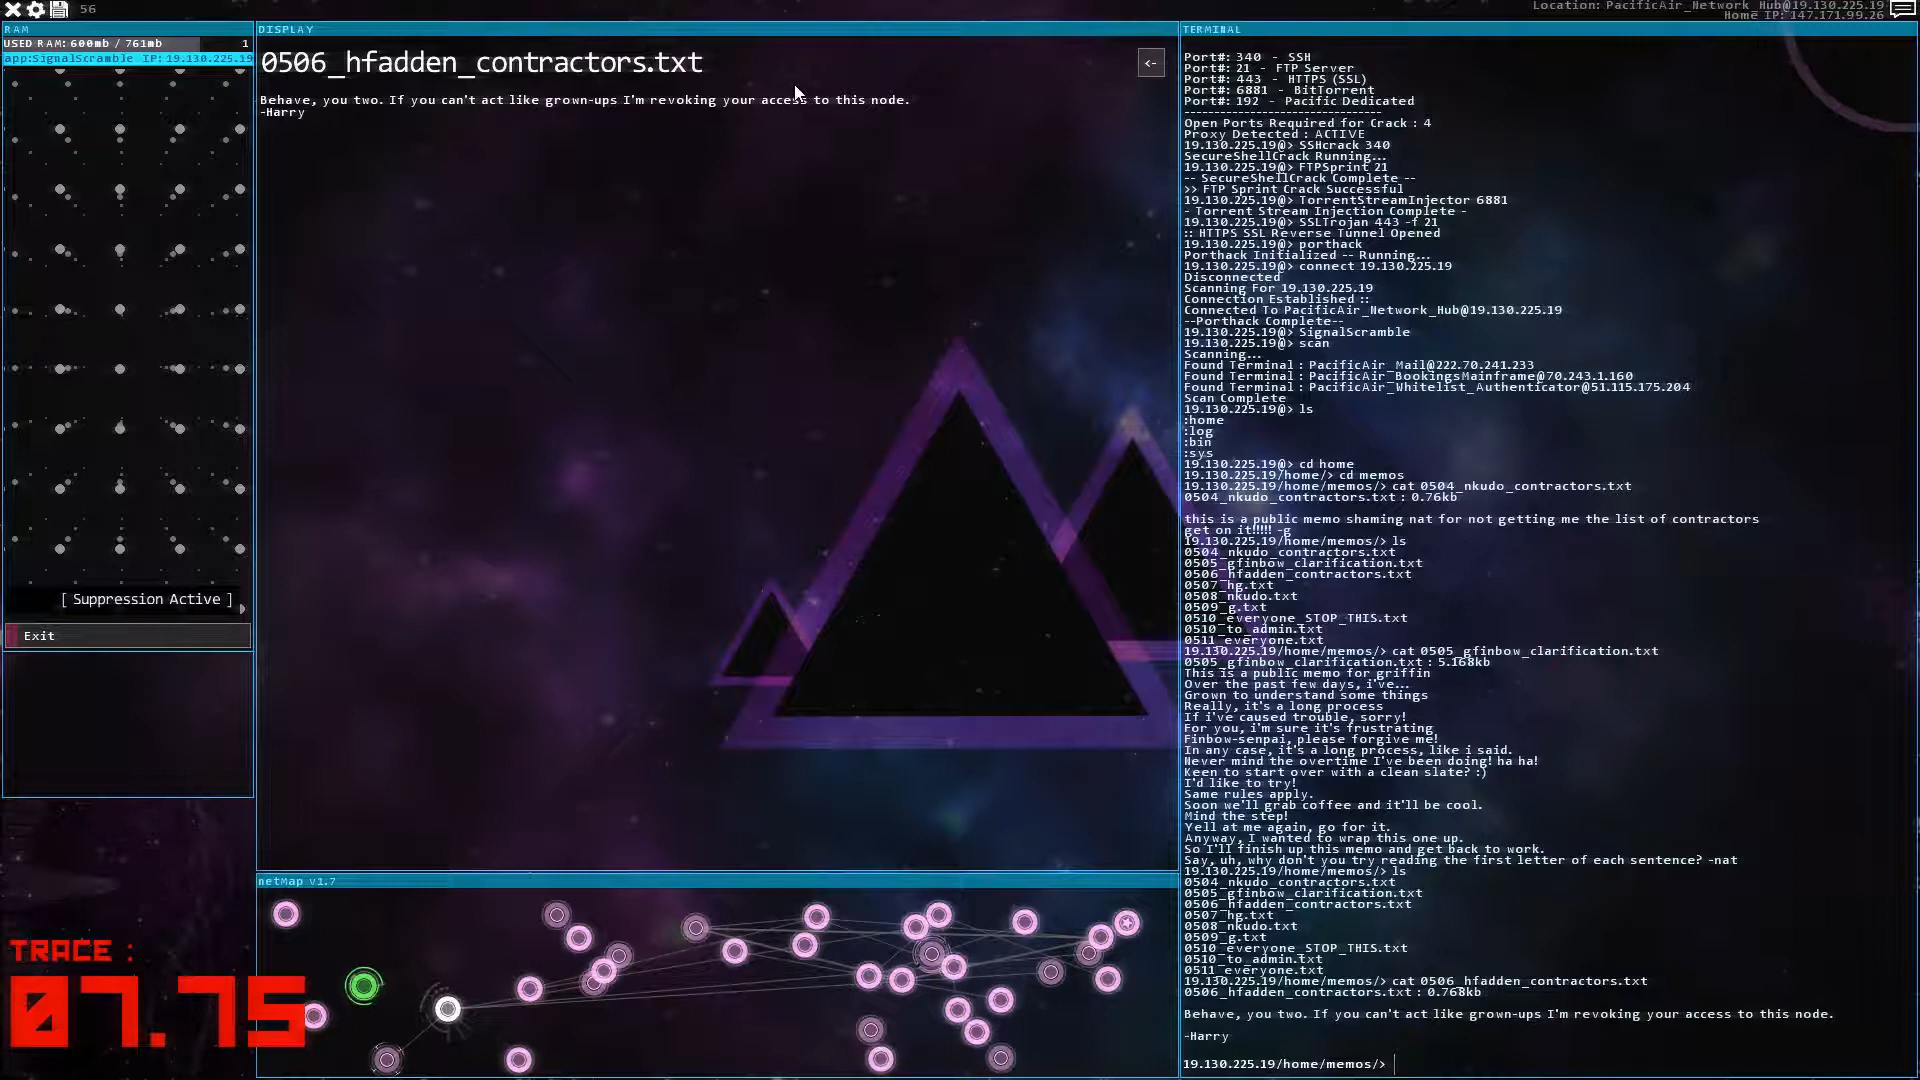 56
Location: PacificAir_Network_Hub@19.130.225.19
Home IP: 147.171.99.26
RAM
USED RAM: 600mb / 761mb
1
app:SignalScramble IP: 19.130.225.19
[ Suppression Active ]
Exit
TRACE :
07.75
DISPLAY
0506_hfadden_contractors.txt
<-
Behave, you two. If you can't act like grown-ups I'm revoking your access to this node.
-Harry
netMap v1.7
TERMINAL
Port#: 340 - SSH
Port#: 21 - FTP Server
Port#: 443 - HTTPS (SSL)
Port#: 6881 - BitTorrent
Port#: 192 - Pacific Dedicated
---------------------------------
Open Ports Required for Crack : 4
Proxy Detected : ACTIVE
19.130.225.19@> SSHcrack 340
SecureShellCrack Running...
19.130.225.19@> FTPSprint 21
-- SecureShellCrack Complete --
>> FTP Sprint Crack Successful
19.130.225.19@> TorrentStreamInjector 6881
- Torrent Stream Injection Complete -
19.130.225.19@> SSLTrojan 443 -f 21
:: HTTPS SSL Reverse Tunnel Opened
19.130.225.19@> porthack
Porthack Initialized -- Running...
19.130.225.19@> connect 19.130.225.19
Disconnected
Scanning For 19.130.225.19
Connection Established ::
Connected To PacificAir_Network_Hub@19.130.225.19
--Porthack Complete--
19.130.225.19@> SignalScramble
19.130.225.19@> scan
Scanning...
Found Terminal : PacificAir_Mail@222.70.241.233
Found Terminal : PacificAir_BookingsMainframe@70.243.1.160
Found Terminal : PacificAir_Whitelist_Authenticator@51.115.175.204
Scan Complete
19.130.225.19@> ls
:home
:log
:bin
:sys
19.130.225.19@> cd home
19.130.225.19/home/> cd memos
19.130.225.19/home/memos/> cat 0504_nkudo_contractors.txt
0504_nkudo_contractors.txt : 0.76kb
this is a public memo shaming nat for not getting me the list of contractors
get on it!!!!! -g
19.130.225.19/home/memos/> ls
0504_nkudo_contractors.txt
0505_gfinbow_clarification.txt
0506_hfadden_contractors.txt
0507_hg.txt
0508_nkudo.txt
0509_g.txt
0510_everyone_STOP_THIS.txt
0510_to_admin.txt
0511_everyone.txt
19.130.225.19/home/memos/> cat 0505_gfinbow_clarification.txt
0505_gfinbow_clarification.txt : 5.168kb
This is a public memo for griffin
Over the past few days, i've...
Grown to understand some things
Really, it's a long process
If i've caused trouble, sorry!
For you, i'm sure it's frustrating
Finbow-senpai, please forgive me!
In any case, it's a long process, like i said.
Never mind the overtime I've been doing! ha ha!
Keen to start over with a clean slate? :)
I'd like to try!
Same rules apply.
Soon we'll grab coffee and it'll be cool.
Mind the step!
Yell at me again, go for it.
Anyway, I wanted to wrap this one up.
So I'll finish up this memo and get back to work.
Say, uh, why don't you try reading the first letter of each sentence? -nat
19.130.225.19/home/memos/> ls
0504_nkudo_contractors.txt
0505_gfinbow_clarification.txt
0506_hfadden_contractors.txt
0507_hg.txt
0508_nkudo.txt
0509_g.txt
0510_everyone_STOP_THIS.txt
0510_to_admin.txt
0511_everyone.txt
19.130.225.19/home/memos/> cat 0506_hfadden_contractors.txt
0506_hfadden_contractors.txt : 0.768kb
Behave, you two. If you can't act like grown-ups I'm revoking your access to this node.
-Harry
19.130.225.19/home/memos/>